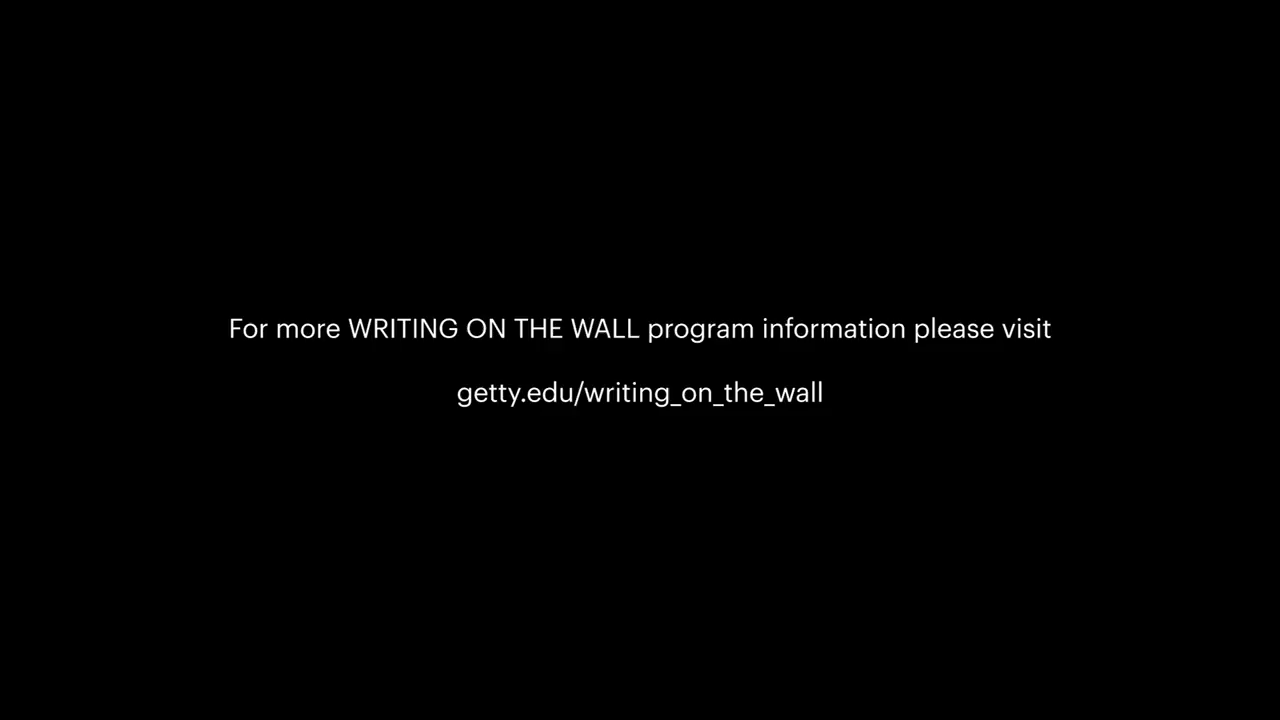 For more WRITING ON THE WALL program information please visit
getty.edu/writing_on_the_wall